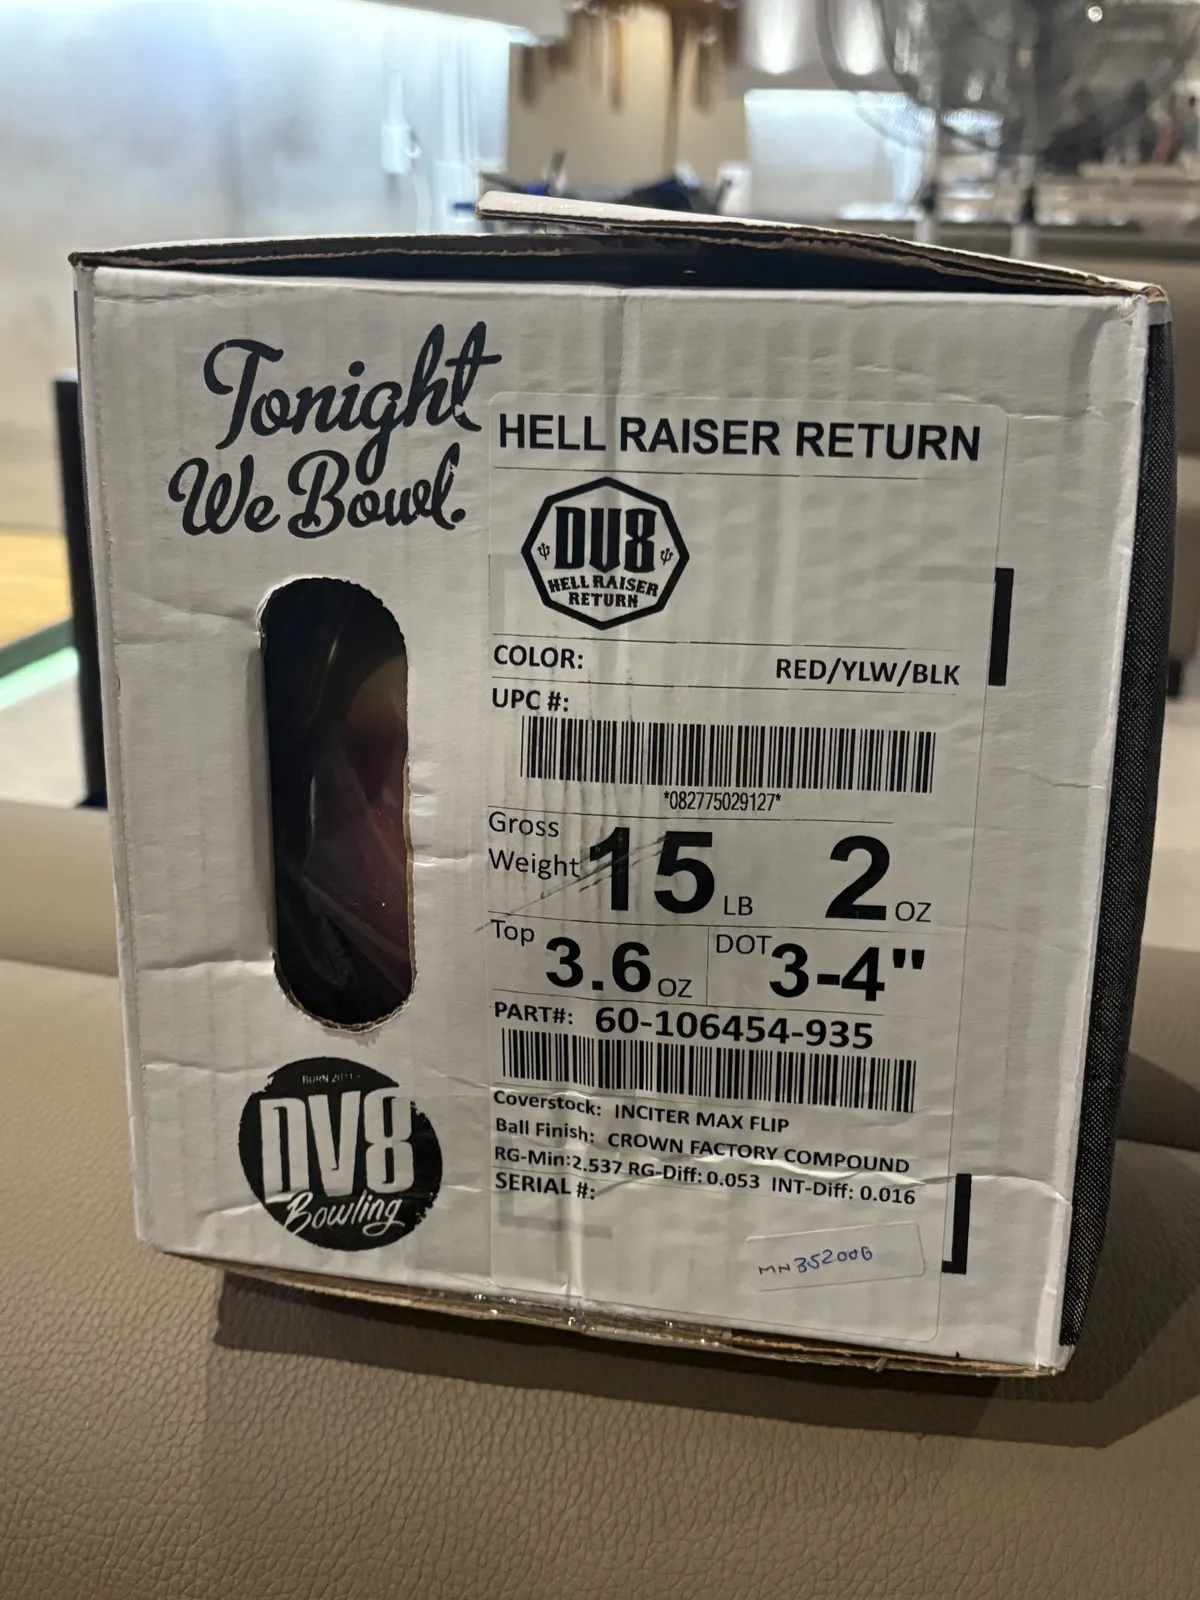 Tonight
We Bowl.
HELL RAISER RETURN
DV8
HELL RAISER
RETURN
COLOR: RED/YLW/BLK
UPC #:
*082775029127*
Gross
Weight 15 LB 2 OZ
Top 3.6 OZ DOT 3-4"
PART#: 60-106454-935
Coverstock: INCITER MAX FLIP
Ball Finish: CROWN FACTORY COMPOUND
RG-Min:2.537 RG-Diff: 0.053 INT-Diff: 0.016
SERIAL #:
MN352006
BORN
DV8
Bowling